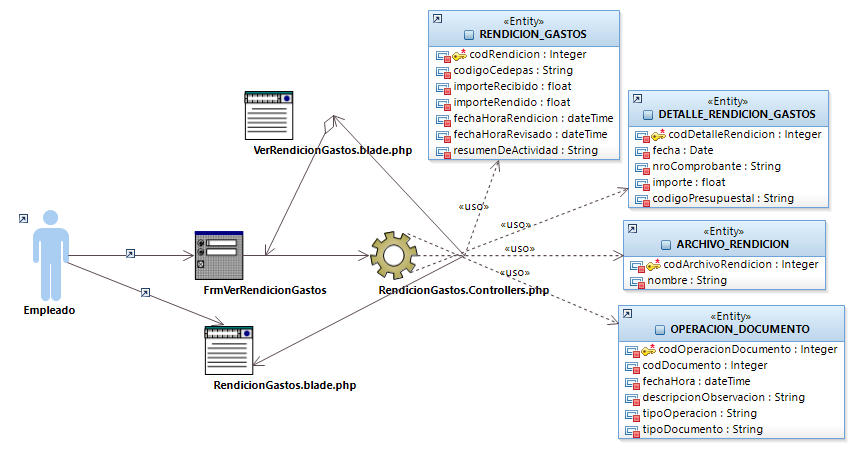 «Entity»
RENDICION_GASTOS
codRendicion : Integer
codigoCedepas : String
importeRecibido : float
importeRendido : float
fechaHoraRendicion : dateTime
fechaHoraRevisado : dateTime
resumenDeActividad : String
«Entity»
DETALLE_RENDICION_GASTOS
codDetalleRendicion : Integer
fecha : Date
nroComprobante : String
importe : float
codigoPresupuestal : String
VerRendicionGastos.blade.php
«uso»
«uso»
«uso»
«uso»
«Entity»
ARCHIVO_RENDICION
codArchivoRendicion : Integer
nombre : String
Empleado
FrmVerRendicionGastos
RendicionGastos.Controllers.php
RendicionGastos.blade.php
«Entity»
OPERACION_DOCUMENTO
codOperacionDocumento : Integer
codDocumento : Integer
fechaHora : dateTime
descripcionObservacion : String
tipoOperacion : String
tipoDocumento : String